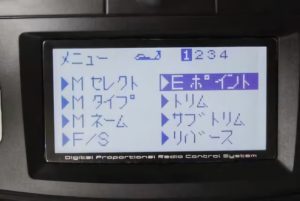 メニュー 1234
▶M セレクト ▶E ポイント
▶M タイプ ▶トリム
▶M ネーム ▶サブトリム
▶F/S ▶リバース
Digital Proportional Radio Control System